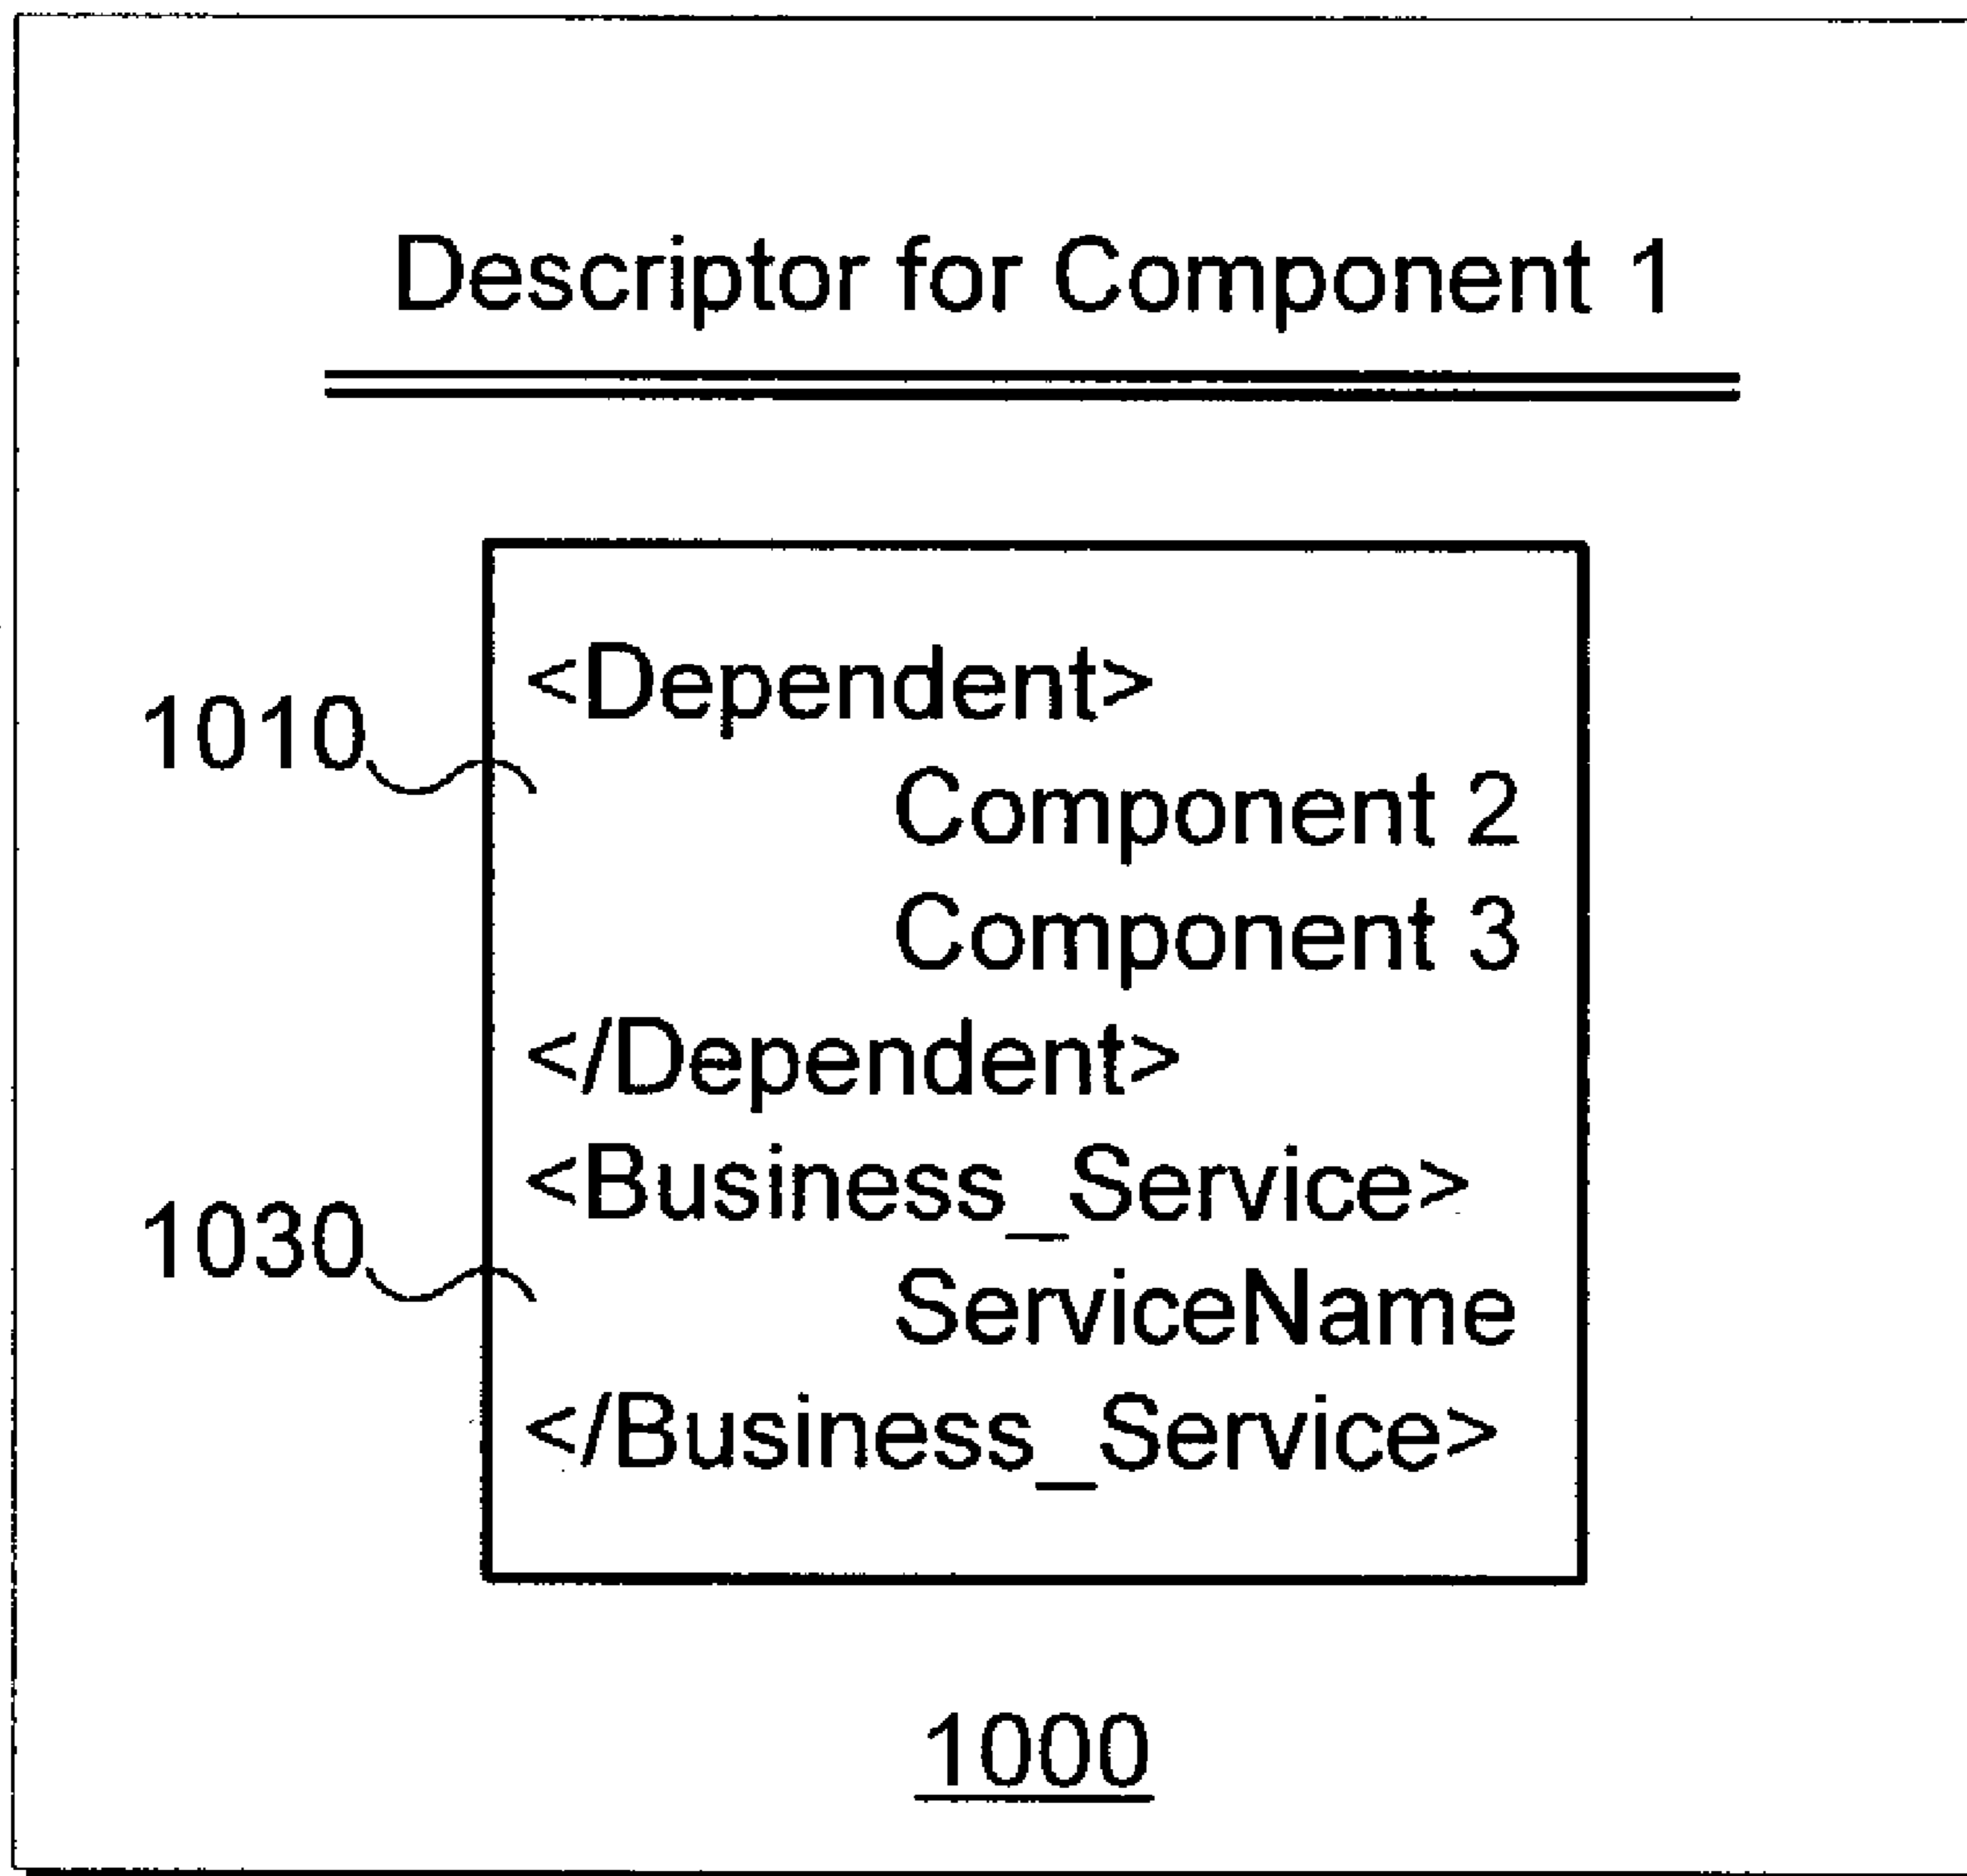 Descriptor for Component 1
<Dependent>
1010
Component 2
Component 3
</Dependent>
<Business_Service>
1030
ServiceName
</Business_Service>
1000